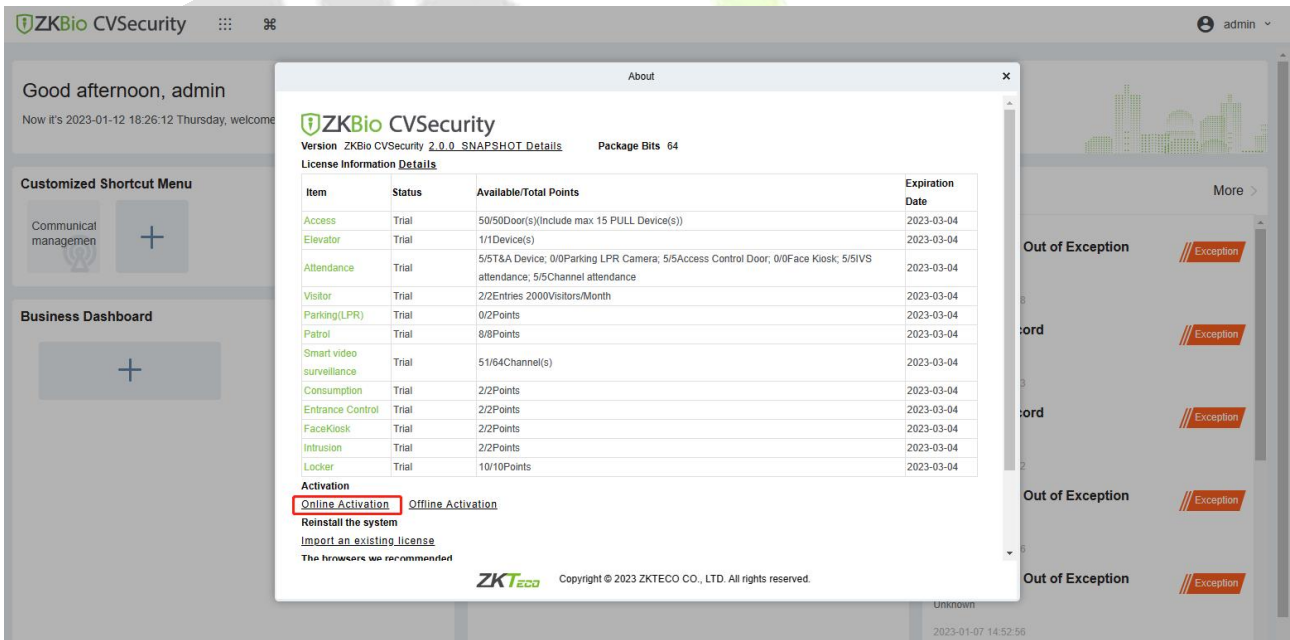 ZKBio CVSecurity
admin
Good afternoon, admin
Now it's 2023-01-12 18:26:12 Thursday, welcome
Customized Shortcut Menu
Communicat
managemen
Business Dashboard
About
ZKBio CVSecurity
Version ZKBio CVSecurity 2.0.0_SNAPSHOT Details Package Bits 64
License Information Details
Item Status Available/Total Points Expiration Date
Access Trial 50/50Door(s)(Include max 15 PULL Device(s)) 2023-03-04
Elevator Trial 1/1Device(s) 2023-03-04
Attendance Trial 5/5T&A Device; 0/0Parking LPR Camera; 5/5Access Control Door; 0/0Face Kiosk; 5/5IVS
attendance; 5/5Channel attendance 2023-03-04
Visitor Trial 2/2Entries 2000Visitors/Month 2023-03-04
Parking(LPR) Trial 0/2Points 2023-03-04
Patrol Trial 8/8Points 2023-03-04
Smart video
surveillance Trial 51/64Channel(s) 2023-03-04
Consumption Trial 2/2Points 2023-03-04
Entrance Control Trial 2/2Points 2023-03-04
FaceKiosk Trial 2/2Points 2023-03-04
Intrusion Trial 2/2Points 2023-03-04
Locker Trial 10/10Points 2023-03-04
Activation
Online Activation Offline Activation
Reinstall the system
Import an existing license
The browsers we recommended
ZKTeco Copyright © 2023 ZKTECO CO., LTD. All rights reserved.
More
Out of Exception
Exception
8
ord
Exception
3
ord
Exception
2
Out of Exception
Exception
6
Out of Exception
Exception
Unknown
2023-01-07 14:52:56